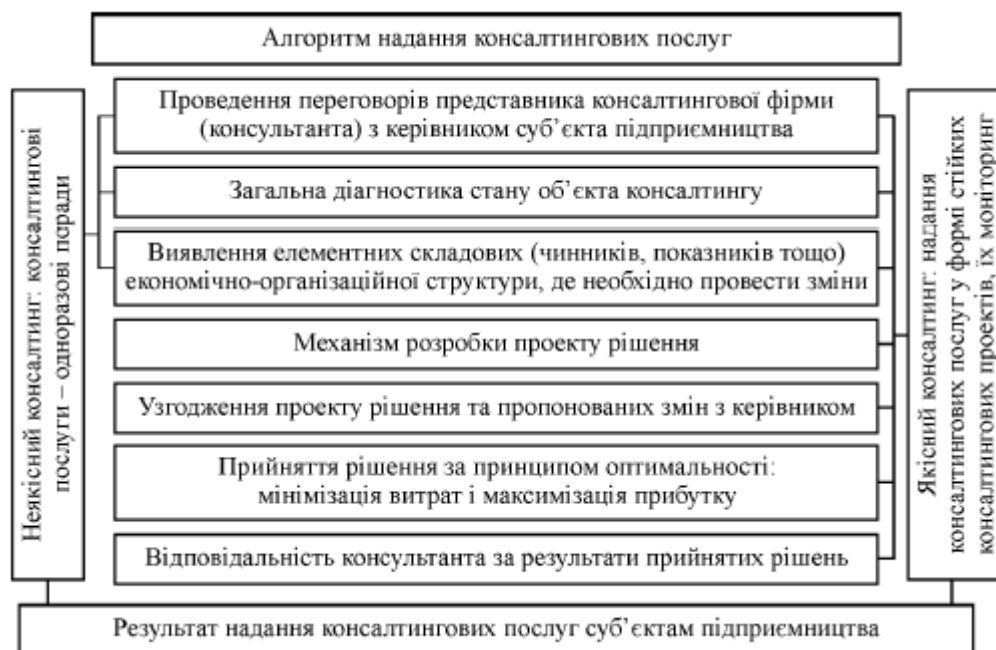 Алгоритм надання консалтингових послуг
Неякісний консалтинг: консалтингові
послуги – одноразові поради
Проведення переговорів представника консалтингової фірми
(консультанта) з керівником суб’єкта підприємництва
Загальна діагностика стану об’єкта консалтингу
Виявлення елементних складових (чинників, показників тощо)
економічно-організаційної структури, де необхідно провести зміни
Механізм розробки проекту рішення
Узгодження проекту рішення та пропонованих змін з керівником
Прийняття рішення за принципом оптимальності:
мінімізація витрат і максимізація прибутку
Відповідальність консультанта за результати прийнятих рішень
Якісний консалтинг: надання
консалтингових послуг у формі стійких
консалтингових проектів, їх моніторинг
Результат надання консалтингових послуг суб’єктам підприємництва